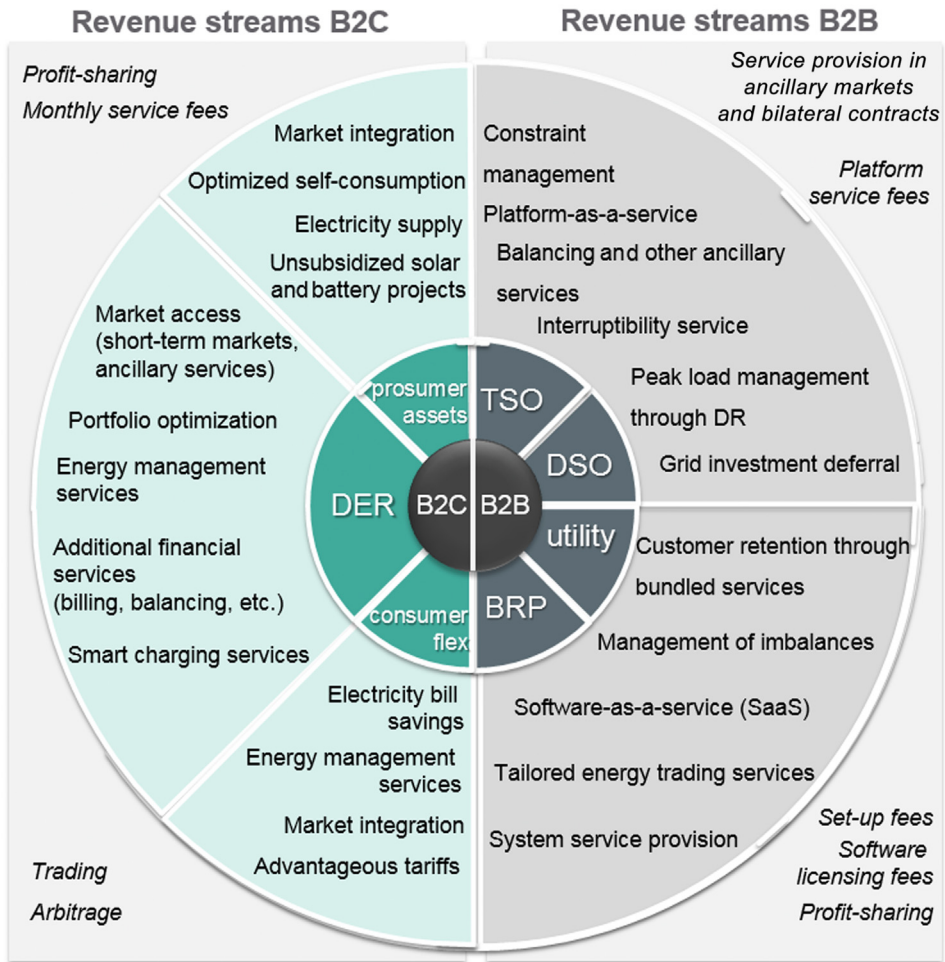 Revenue streams B2C
Revenue streams B2B
Profit-sharing
Monthly service fees
Market integration
Optimized self-consumption
Electricity supply
Unsubsidized solar
and battery projects
Market access
(short-term markets,
ancillary services)
Portfolio optimization
Energy management
services
Additional financial
services
(billing, balancing, etc.)
Smart charging services
Electricity bill
savings
Energy management
services
Market integration
Advantageous tariffs
Trading
Arbitrage
prosumer
assets
DER
consumer
flex
B2C
B2B
TSO
DSO
utility
BRP
Service provision in
ancillary markets
and bilateral contracts
Platform
service fees
Constraint
management
Platform-as-a-service
Balancing and other ancillary
services
Interruptibility service
Peak load management
through DR
Grid investment deferral
Customer retention through
bundled services
Management of imbalances
Software-as-a-service (SaaS)
Tailored energy trading services
System service provision
Set-up fees
Software
licensing fees
Profit-sharing